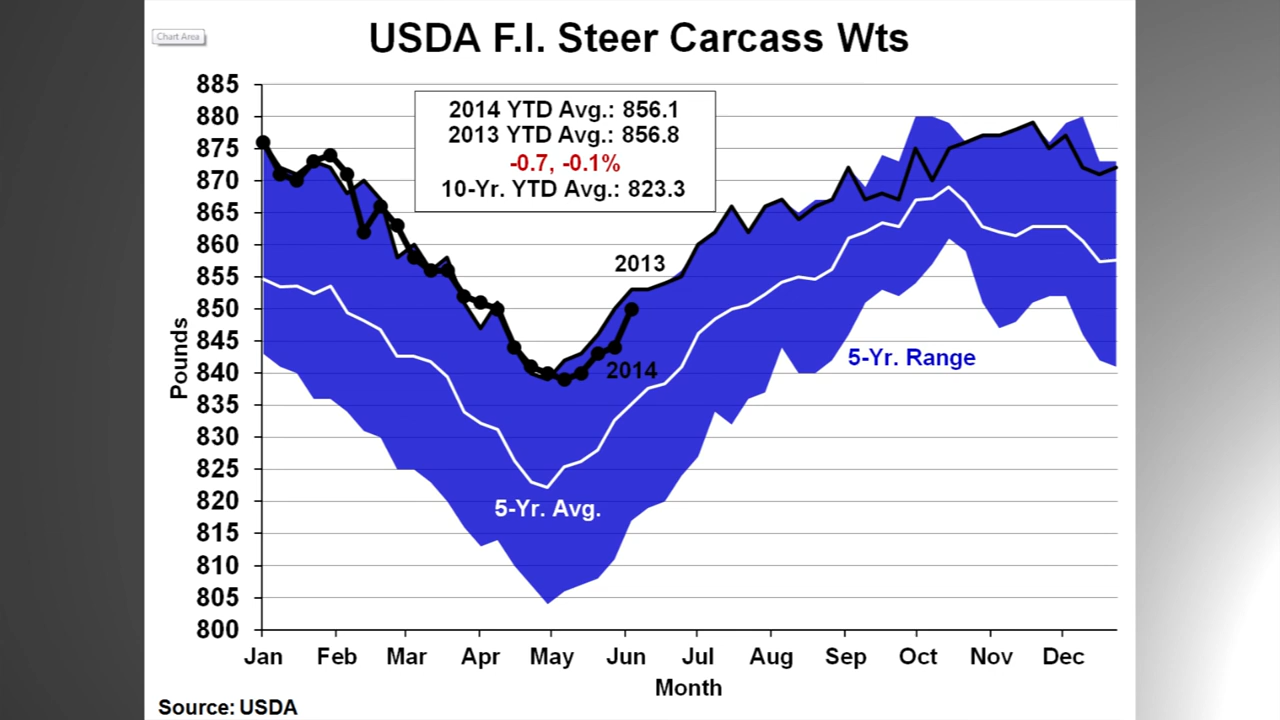 Chart Area
USDA F.I. Steer Carcass Wts
885
880
875
870
865
860
855
850
845
840
835
830
825
820
815
810
805
800
Pounds
2014 YTD Avg.: 856.1
2013 YTD Avg.: 856.8
-0.7, -0.1%
10-Yr. YTD Avg.: 823.3
2013
2014
5-Yr. Range
5-Yr. Avg.
Jan Feb Mar Apr May Jun Jul Aug Sep Oct Nov Dec
Month
Source: USDA